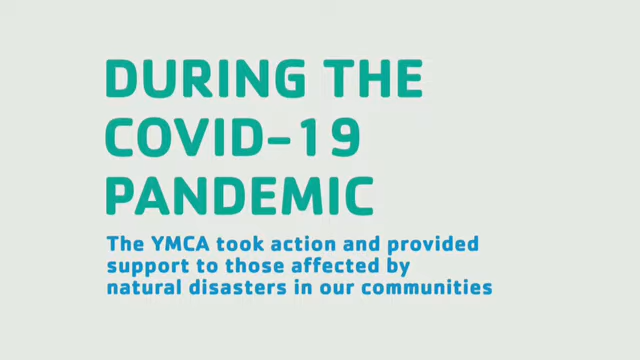 DURING THE
COVID-19
PANDEMIC
The YMCA took action and provided
support to those affected by
natural disasters in our communities